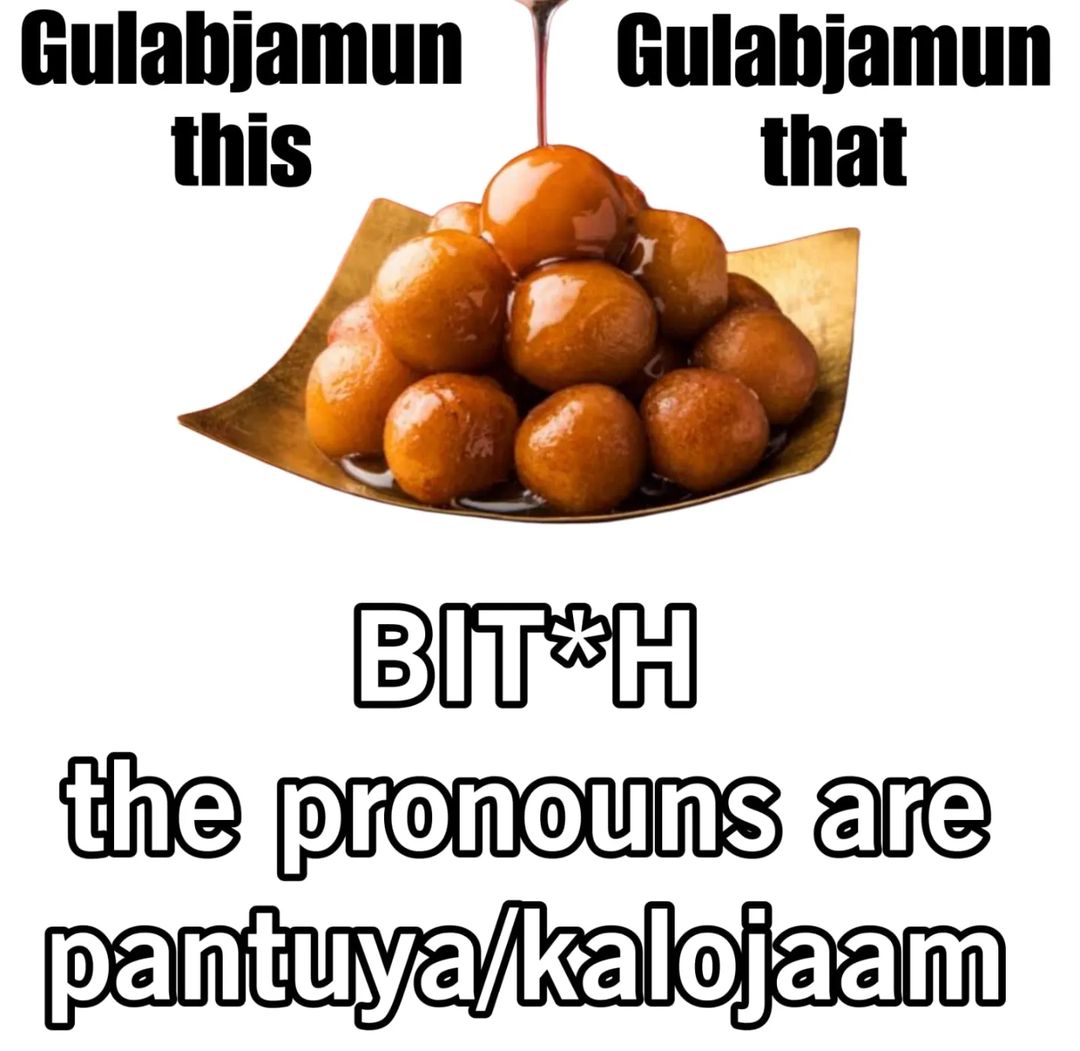 Gulabjamun
this
Gulabjamun
that
BIT*H
the pronouns are
pantuya/kalojaam